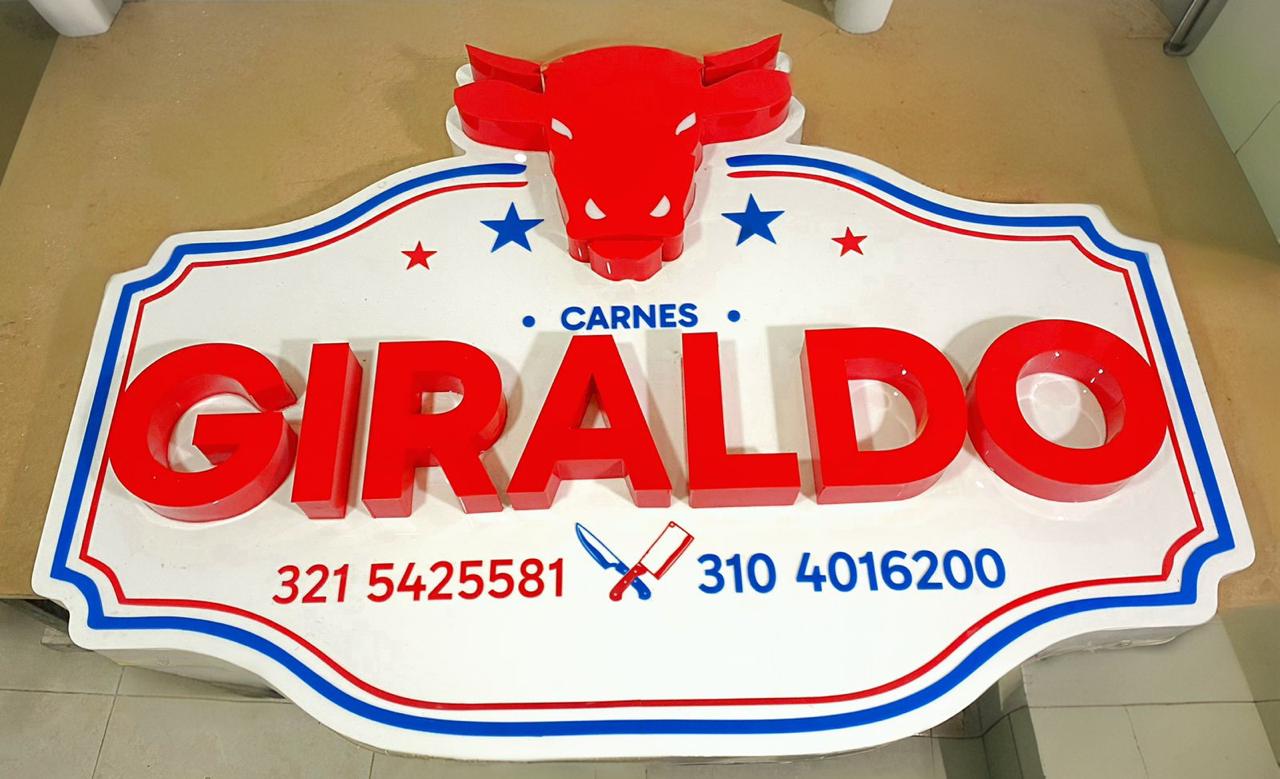 • CARNES •
GIRALDO
321 5425581 310 4016200